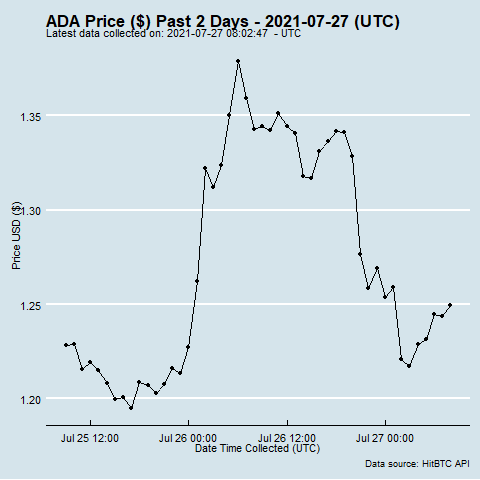 ADA Price ($) Past 2 Days - 2021-07-27 (UTC)
Latest data collected on: 2021-07-27 08:02:47 - UTC
1.35
1.30
1.25
1.20
Price USD ($)
Jul 25 12:00
Jul 26 00:00
Jul 26 12:00
Jul 27 00:00
Date Time Collected (UTC)
Data source: HitBTC API